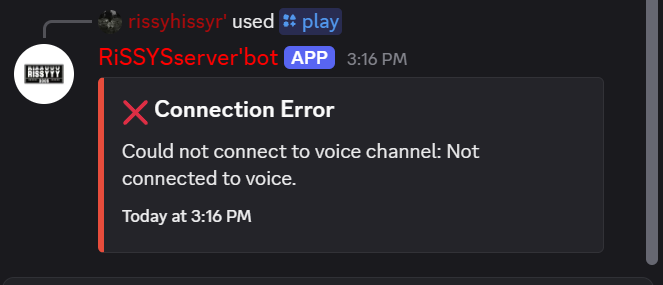 rissyhissyr' used play
RiSSYSserver'bot APP 3:16 PM
RISSYYY
Connection Error
Could not connect to voice channel: Not
connected to voice.
Today at 3:16 PM